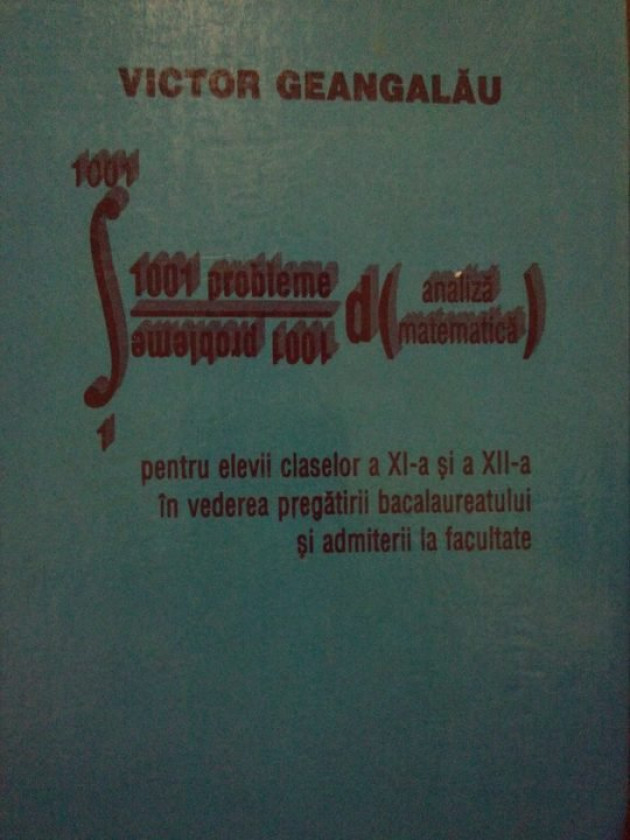 VICTOR GEANGALĂU
1001
1001 probleme
1001 probleme
d( analiză
matematică )
1
pentru elevii claselor a XI-a și a XII-a
în vederea pregătirii bacalaureatului
și admiterii la facultate